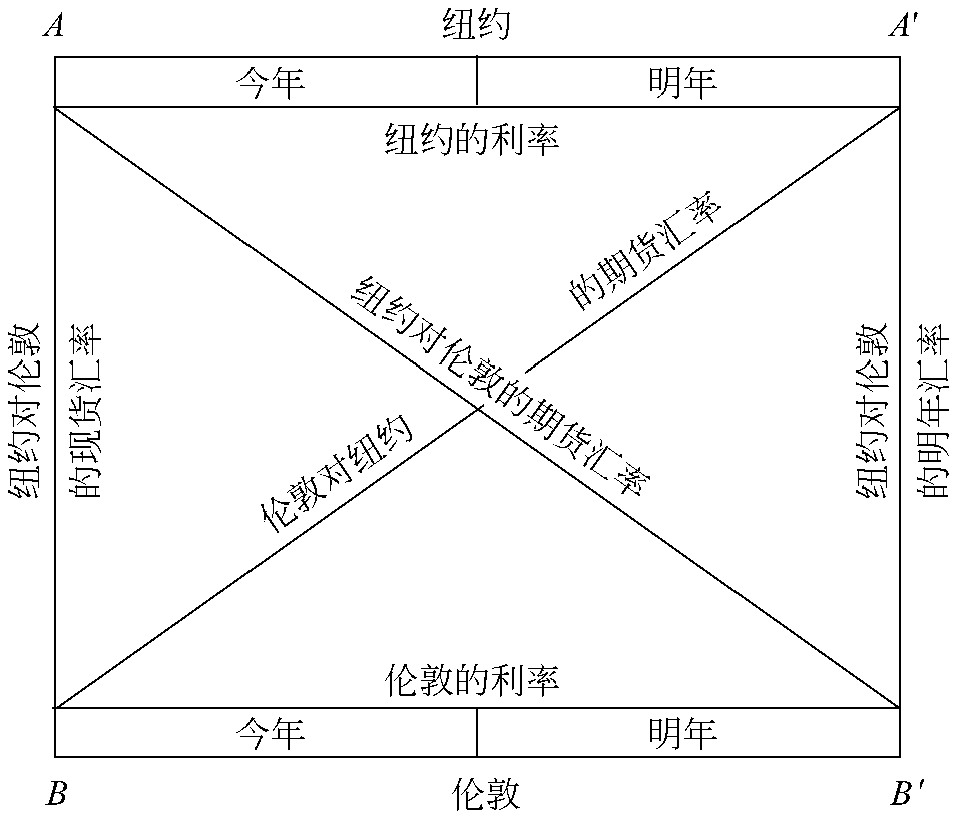 A
纽约
A′
今年
明年
纽约的利率
纽约对伦敦
的现货汇率
纽约对伦敦的期货汇率
伦敦对纽约
的期货汇率
纽约对伦敦
的明年汇率
伦敦的利率
今年
明年
B
伦敦
B′